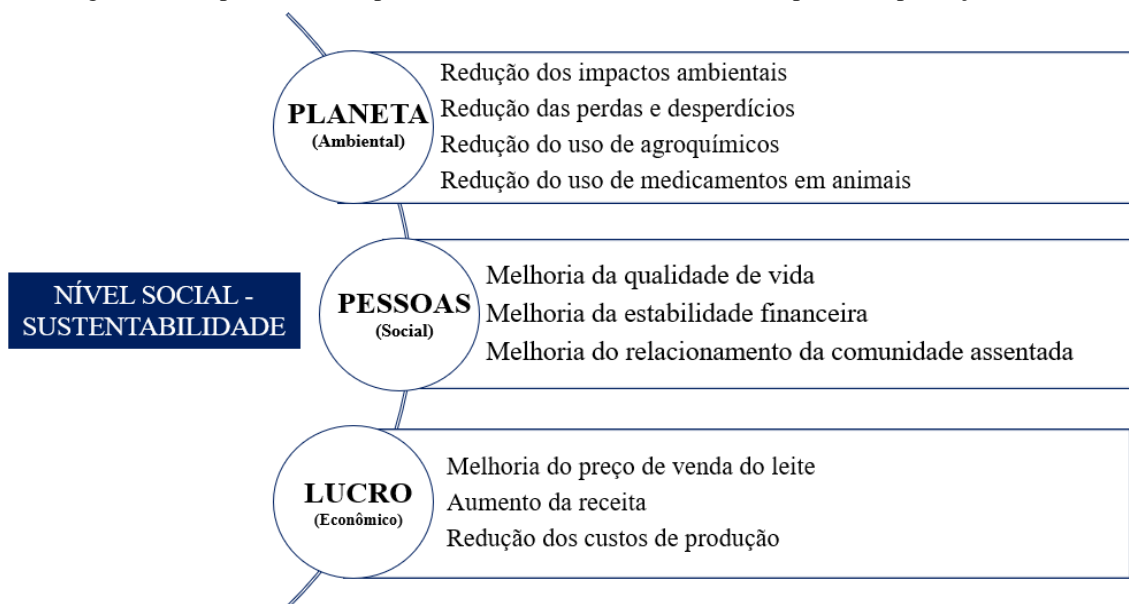 PLANETA
(Ambiental)
Redução dos impactos ambientais
Redução das perdas e desperdícios
Redução do uso de agroquímicos
Redução do uso de medicamentos em animais
NÍVEL SOCIAL -
SUSTENTABILIDADE
PESSOAS
(Social)
Melhoria da qualidade de vida
Melhoria da estabilidade financeira
Melhoria do relacionamento da comunidade assentada
LUCRO
(Econômico)
Melhoria do preço de venda do leite
Aumento da receita
Redução dos custos de produção